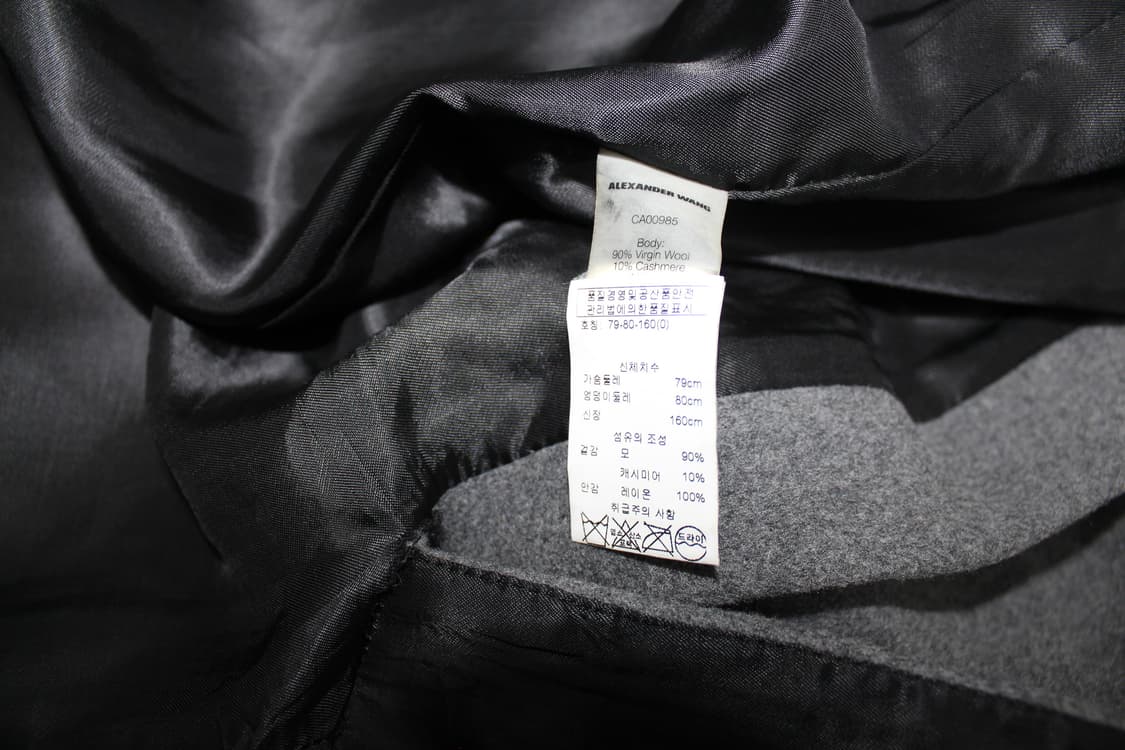 ALEXANDER WANG
CA00985
Body:
90% Virgin Wool
10% Cashmere
품질경영및공산품안전
관리법에의한품질표시
호칭: 79-80-160(0)
신체치수
가슴둘레 79cm
엉덩이둘레 80cm
신장 160cm
섬유의 조성
겉감 모 90%
캐시미어 10%
안감 레이온 100%
취급주의 사항
드라이